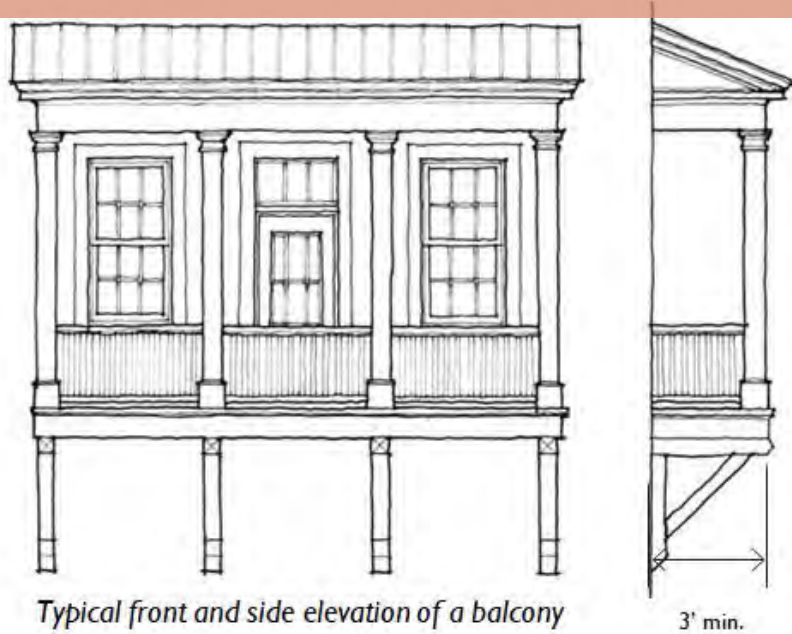 Typical front and side elevation of a balcony
3' min.